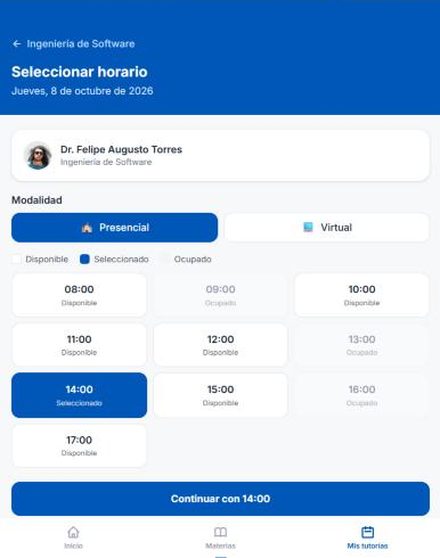 ← Ingeniería de Software
Seleccionar horario
Jueves, 8 de octubre de 2026
Dr. Felipe Augusto Torres
Ingeniería de Software
Modalidad
Presencial Virtual
Disponible Seleccionado Ocupado
08:00 09:00 10:00
Disponible Ocupado Disponible
11:00 12:00 13:00
Disponible Disponible Ocupado
14:00 15:00 16:00
Seleccionado Disponible Ocupado
17:00
Disponible
Continuar con 14:00
Inicio Materias Mis tutorías